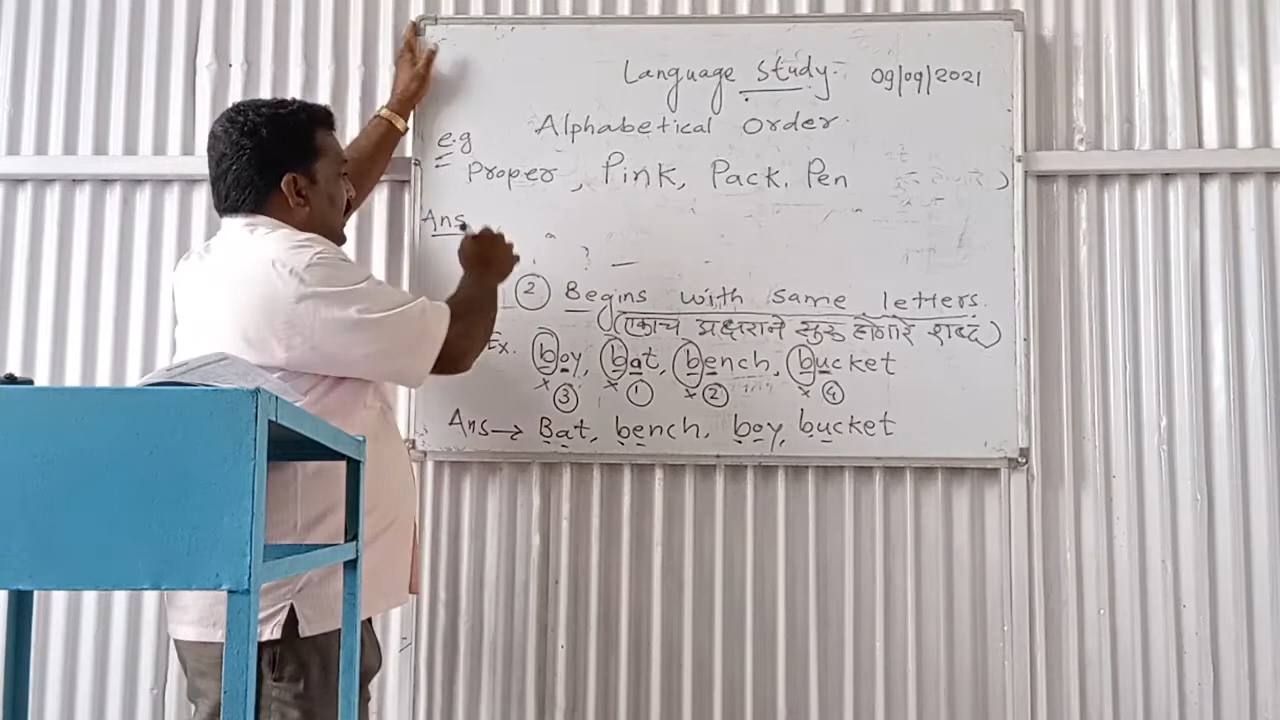 Language study:- 09/09/2021
Alphabetical order.
e.g
Proper, Pink, Pack, Pen
Ans
2 Begins with same letters.
(एकाच अक्षराने सुरु होणारे शब्द)
Ex. boy, bat, bench, bucket
x 3 x 1 x 2 x 4
Ans → Bat, bench, boy, bucket